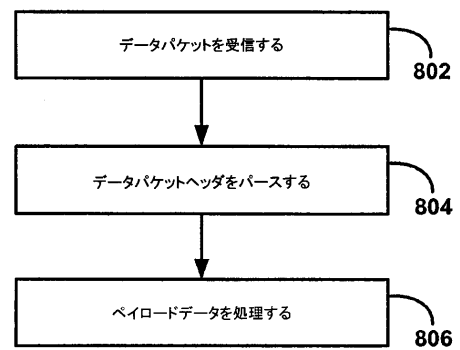 データパケットを受信する
802
データパケットヘッダをパースする
804
ペイロードデータを処理する
806